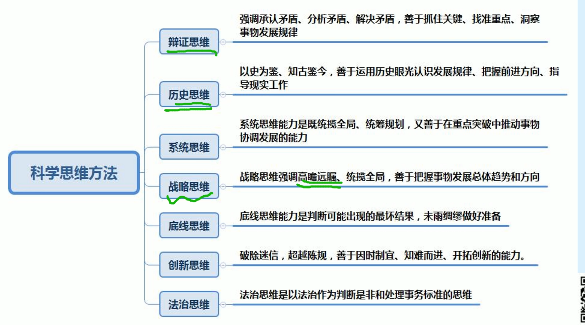 科学思维方法
辩证思维
强调承认矛盾、分析矛盾、解决矛盾，善于抓住关键、找准重点、洞察
事物发展规律
历史思维
以史为鉴、知古鉴今，善于运用历史眼光认识发展规律、把握前进方向、指
导现实工作
系统思维
系统思维能力是既统揽全局、统筹规划，又善于在重点突破中推动事物
协调发展的能力
战略思维
战略思维强调高瞻远瞩、统揽全局，善于把握事物发展总体趋势和方向
底线思维
底线思维能力是判断可能出现的最坏结果，未雨绸缪做好准备
创新思维
破除迷信，超越陈规，善于因时制宜、知难而进、开拓创新的能力。
法治思维
法治思维是以法治作为判断是非和处理事务标准的思维